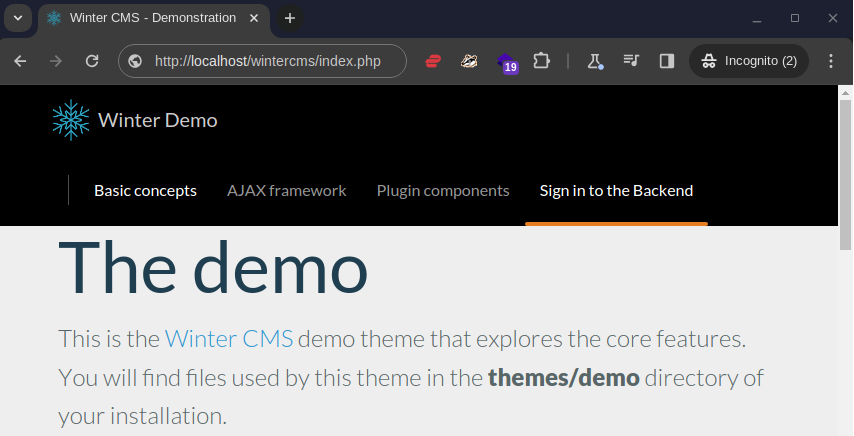 Winter CMS - Demonstration
http://localhost/wintercms/index.php
19
Incognito (2)
Winter Demo
Basic concepts AJAX framework Plugin components Sign in to the Backend
The demo
This is the Winter CMS demo theme that explores the core features.
You will find files used by this theme in the themes/demo directory of
your installation.